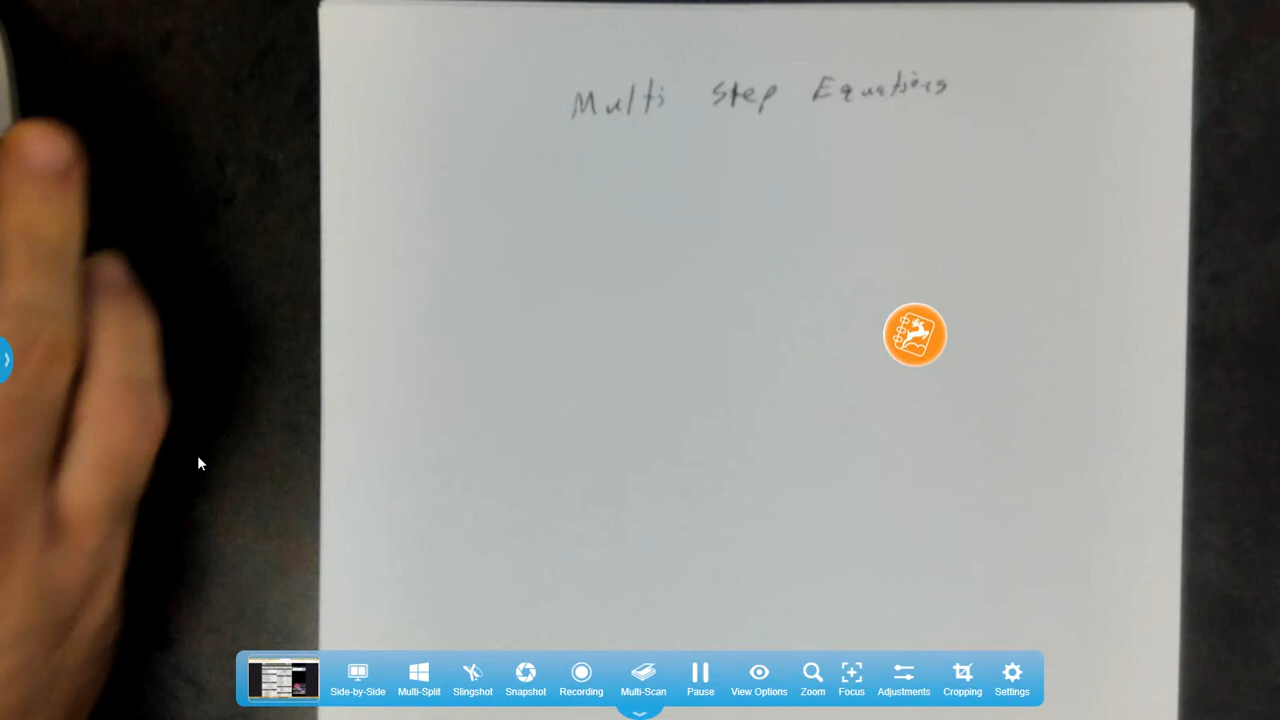 Multi Step Equations
Side-by-Side Multi-Split Slingshot Snapshot Recording Multi-Scan Pause View Options Zoom Focus Adjustments Cropping Settings